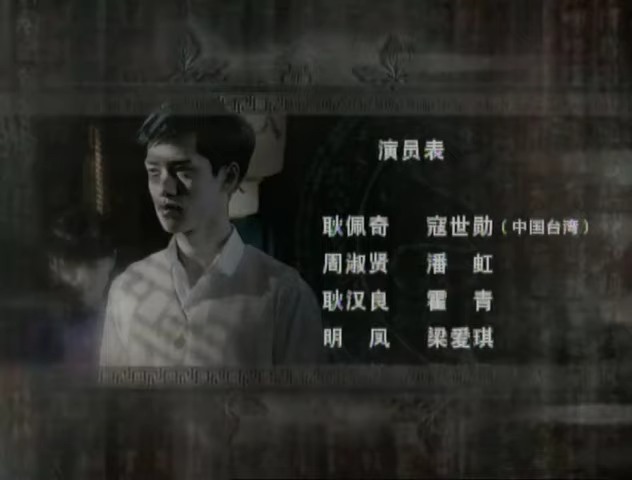 演员表
耿佩奇 寇世勋（中国台湾）
周淑贤 潘 虹
耿汉良 霍 青
明 凤 梁爱琪